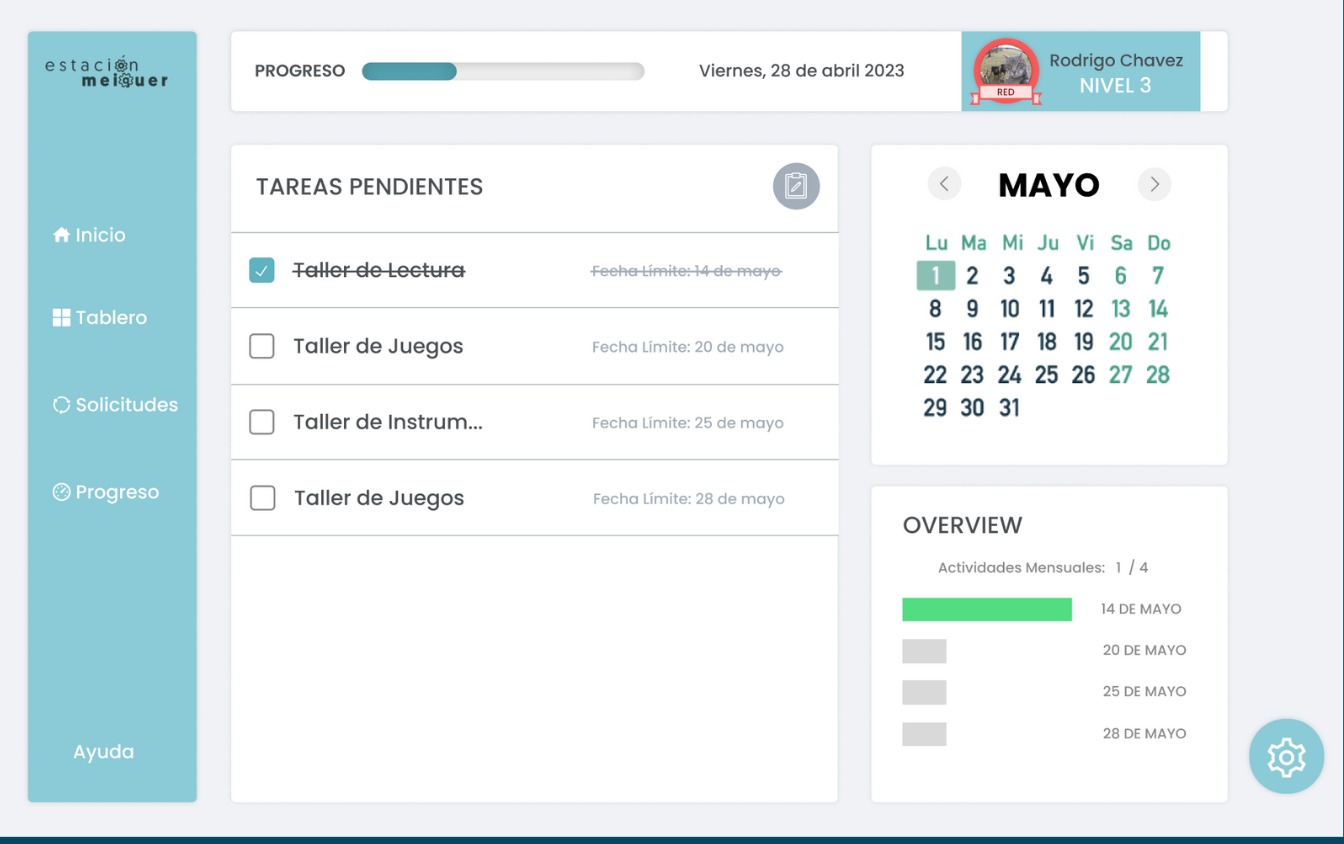 estación
meiguer
Inicio
Tablero
Solicitudes
Progreso
Ayuda
PROGRESO
Viernes, 28 de abril 2023
RED
Rodrigo Chavez
NIVEL 3
TAREAS PENDIENTES
Taller de Lectura Fecha Límite: 14 de mayo
Taller de Juegos Fecha Límite: 20 de mayo
Taller de Instrum... Fecha Límite: 25 de mayo
Taller de Juegos Fecha Límite: 28 de mayo
MAYO
Lu Ma Mi Ju Vi Sa Do
1 2 3 4 5 6 7
8 9 10 11 12 13 14
15 16 17 18 19 20 21
22 23 24 25 26 27 28
29 30 31
OVERVIEW
Actividades Mensuales: 1 / 4
14 DE MAYO
20 DE MAYO
25 DE MAYO
28 DE MAYO